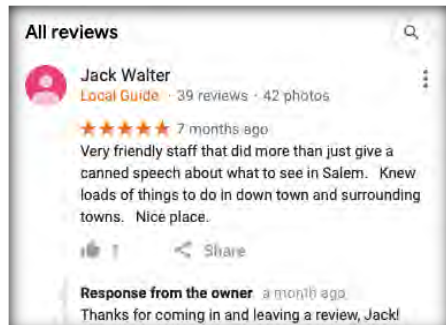 All reviews
Jack Walter
Local Guide · 39 reviews · 42 photos
7 months ago
Very friendly staff that did more than just give a
canned speech about what to see in Salem. Knew
loads of things to do in down town and surrounding
towns. Nice place.
1 Share
Response from the owner a month ago
Thanks for coming in and leaving a review, Jack!